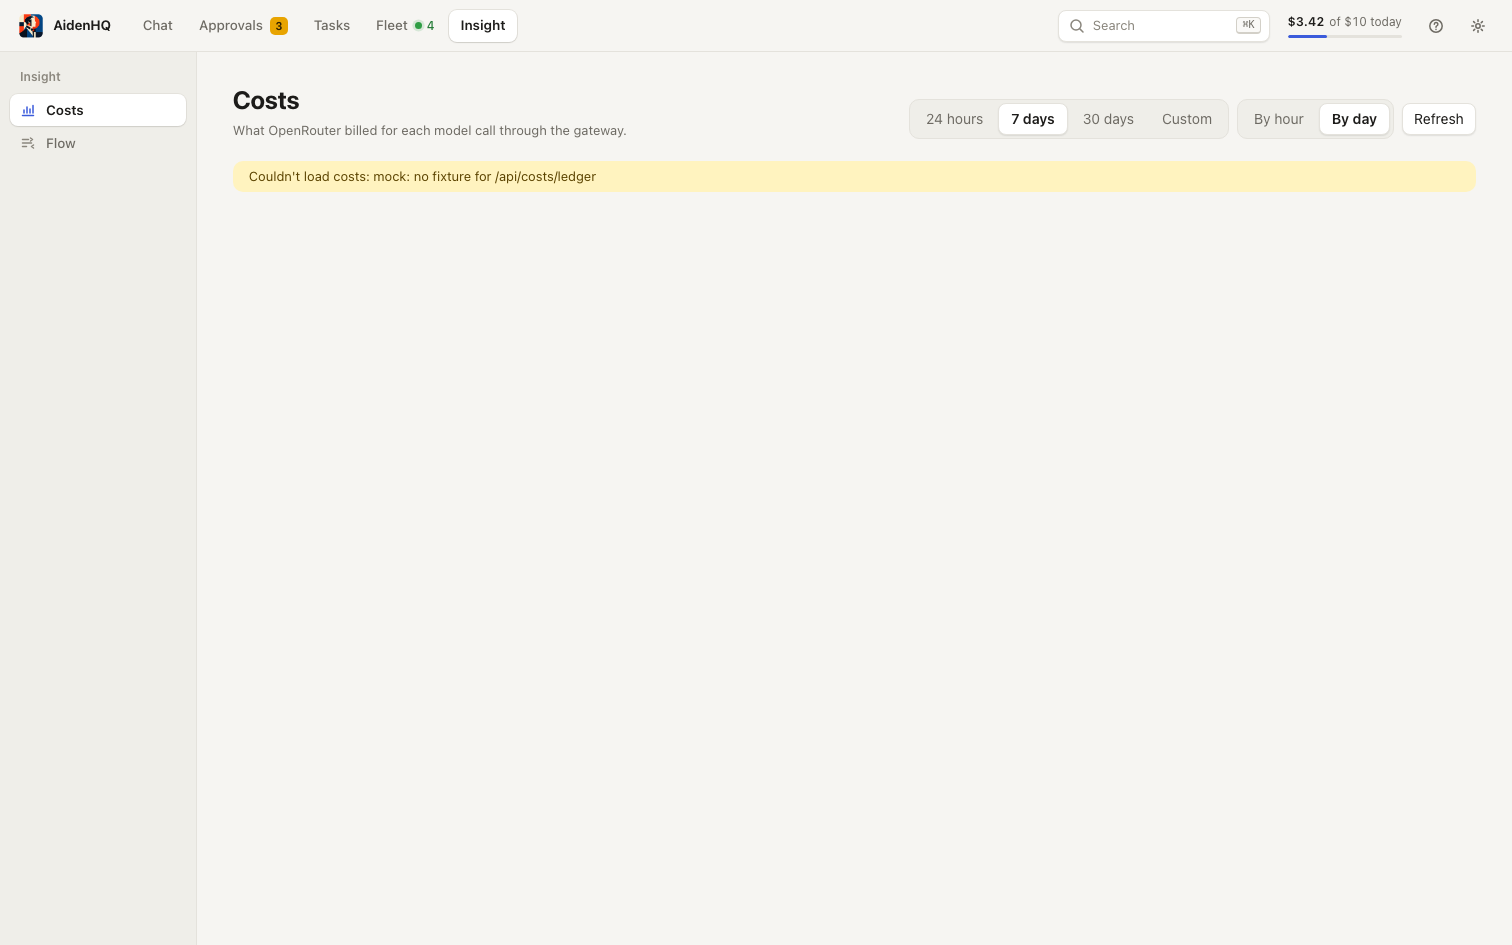 AidenHQ
Chat
Approvals 3
Tasks
Fleet 4
Insight
Search
⌘K
$3.42 of $10 today
Insight
Costs
Flow
Costs
What OpenRouter billed for each model call through the gateway.
24 hours
7 days
30 days
Custom
By hour
By day
Refresh
Couldn't load costs: mock: no fixture for /api/costs/ledger